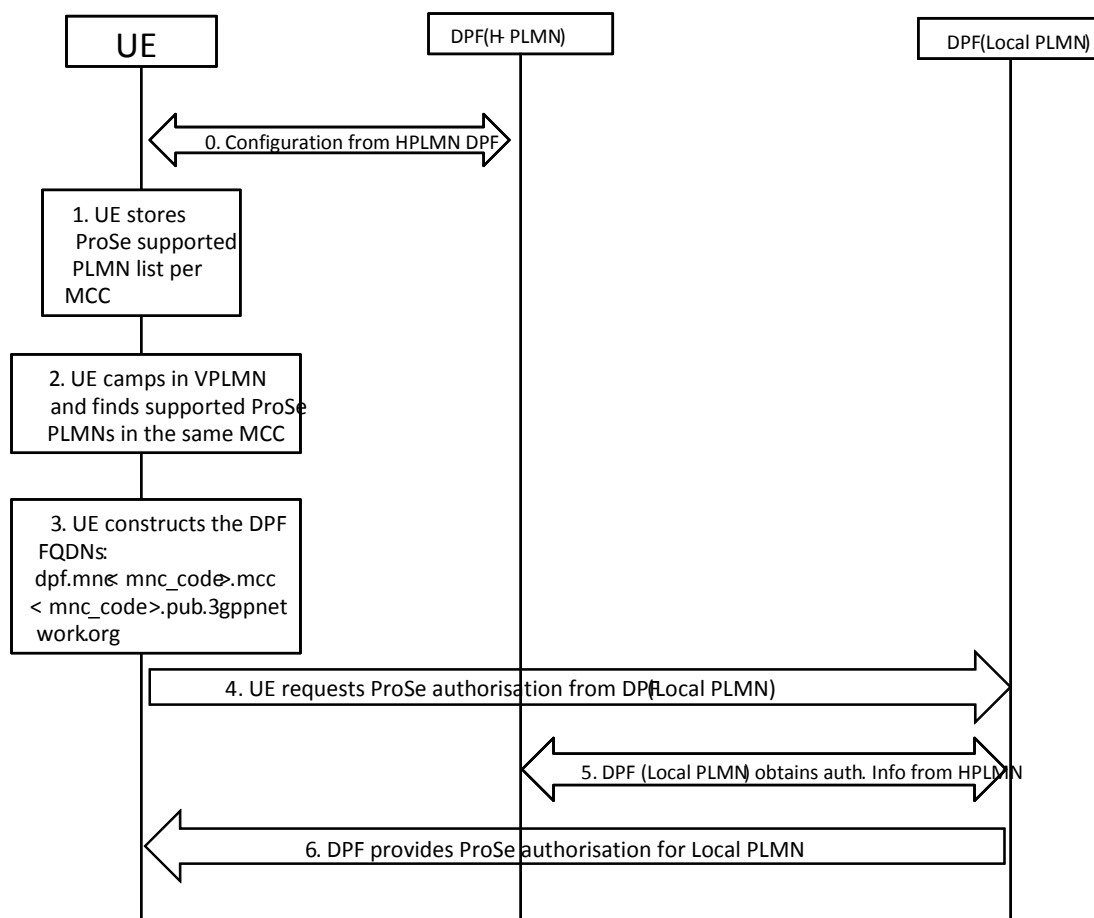 UE
DPF(H- PLMN)
DPF(Local PLMN)
0. Configuration from HPLMN DPF
1. UE stores
ProSe supported
PLMN list per
MCC
2. UE camps in VPLMN
and finds supported ProSe
PLMNs in the same MCC
3. UE constructs the DPF
FQDNs:
dpf.mnc< mnc_code>.mcc
< mnc_code>.pub.3gppnet
work.org
4. UE requests ProSe authorisation from DPF(Local PLMN)
5. DPF (Local PLMN) obtains auth. Info from HPLMN
6. DPF provides ProSe authorisation for Local PLMN